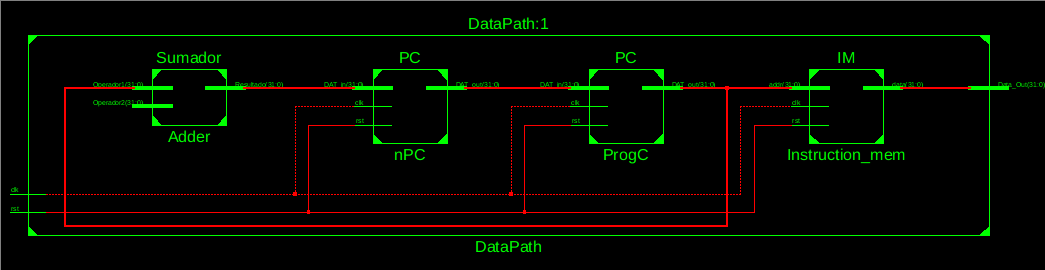 DataPath:1
Sumador
PC
PC
IM
Operador1(31:0)
Resultado(31:0)
DAT_in(31:0)
DAT_out(31:0)
DAT_in(31:0)
DAT_out(31:0)
addr(31:0)
data(31:0)
Data_Out(31:0)
Operador2(31:0)
clk
clk
clk
rst
rst
rst
Adder
nPC
ProgC
Instruction_mem
clk
rst
DataPath